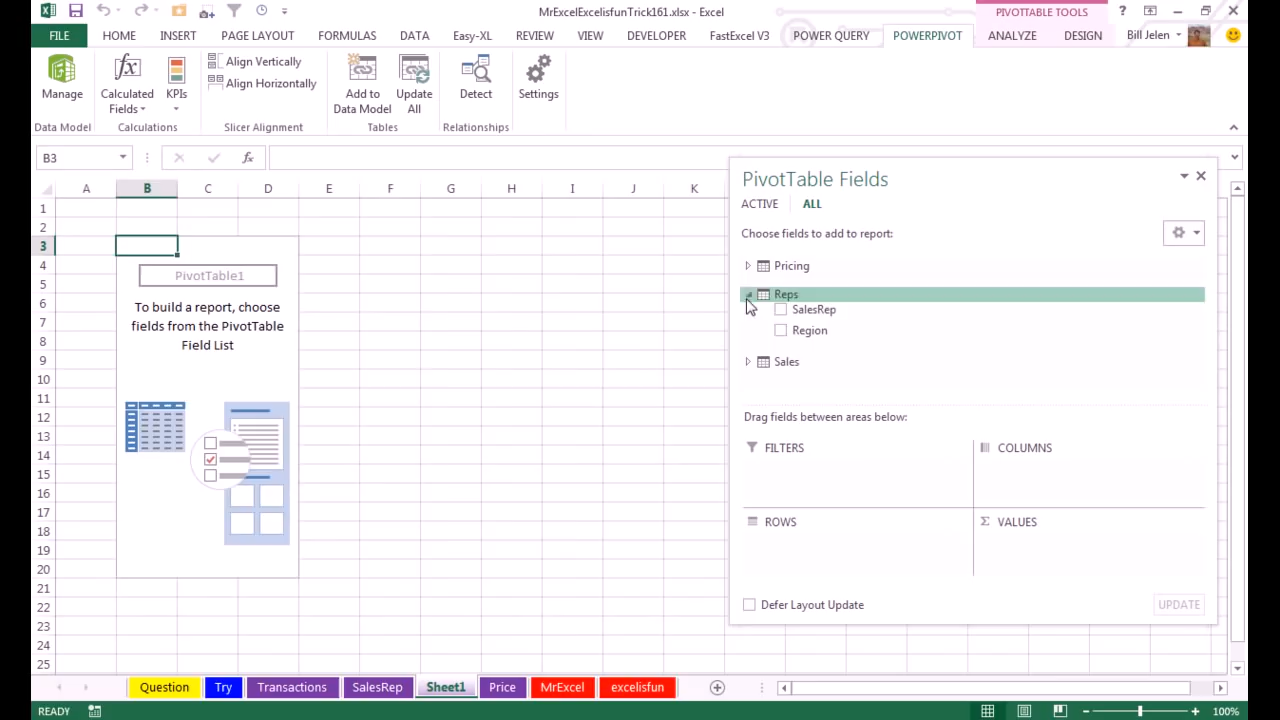 MrExcelExcelisfunTrick161.xlsx - Excel
PIVOTTABLE TOOLS
FILE HOME INSERT PAGE LAYOUT FORMULAS DATA Easy-XL REVIEW VIEW DEVELOPER FastExcel V3 POWER QUERY POWERPIVOT ANALYZE DESIGN Bill Jelen
Manage
Calculated Fields
KPIs
Align Vertically
Align Horizontally
Add to Data Model
Update All
Detect
Settings
Data Model Calculations Slicer Alignment Tables Relationships
B3 fx
A B C D E F G H I J K
1
2
3
4
5
6
7
8
9
10
11
12
13
14
15
16
17
18
19
20
21
22
23
24
25
PivotTable1
To build a report, choose
fields from the PivotTable
Field List
PivotTable Fields
ACTIVE ALL
Choose fields to add to report:
Pricing
Reps
SalesRep
Region
Sales
Drag fields between areas below:
FILTERS COLUMNS
ROWS Σ VALUES
Defer Layout Update UPDATE
Question Try Transactions SalesRep Sheet1 Price MrExcel excelisfun
READY 100%